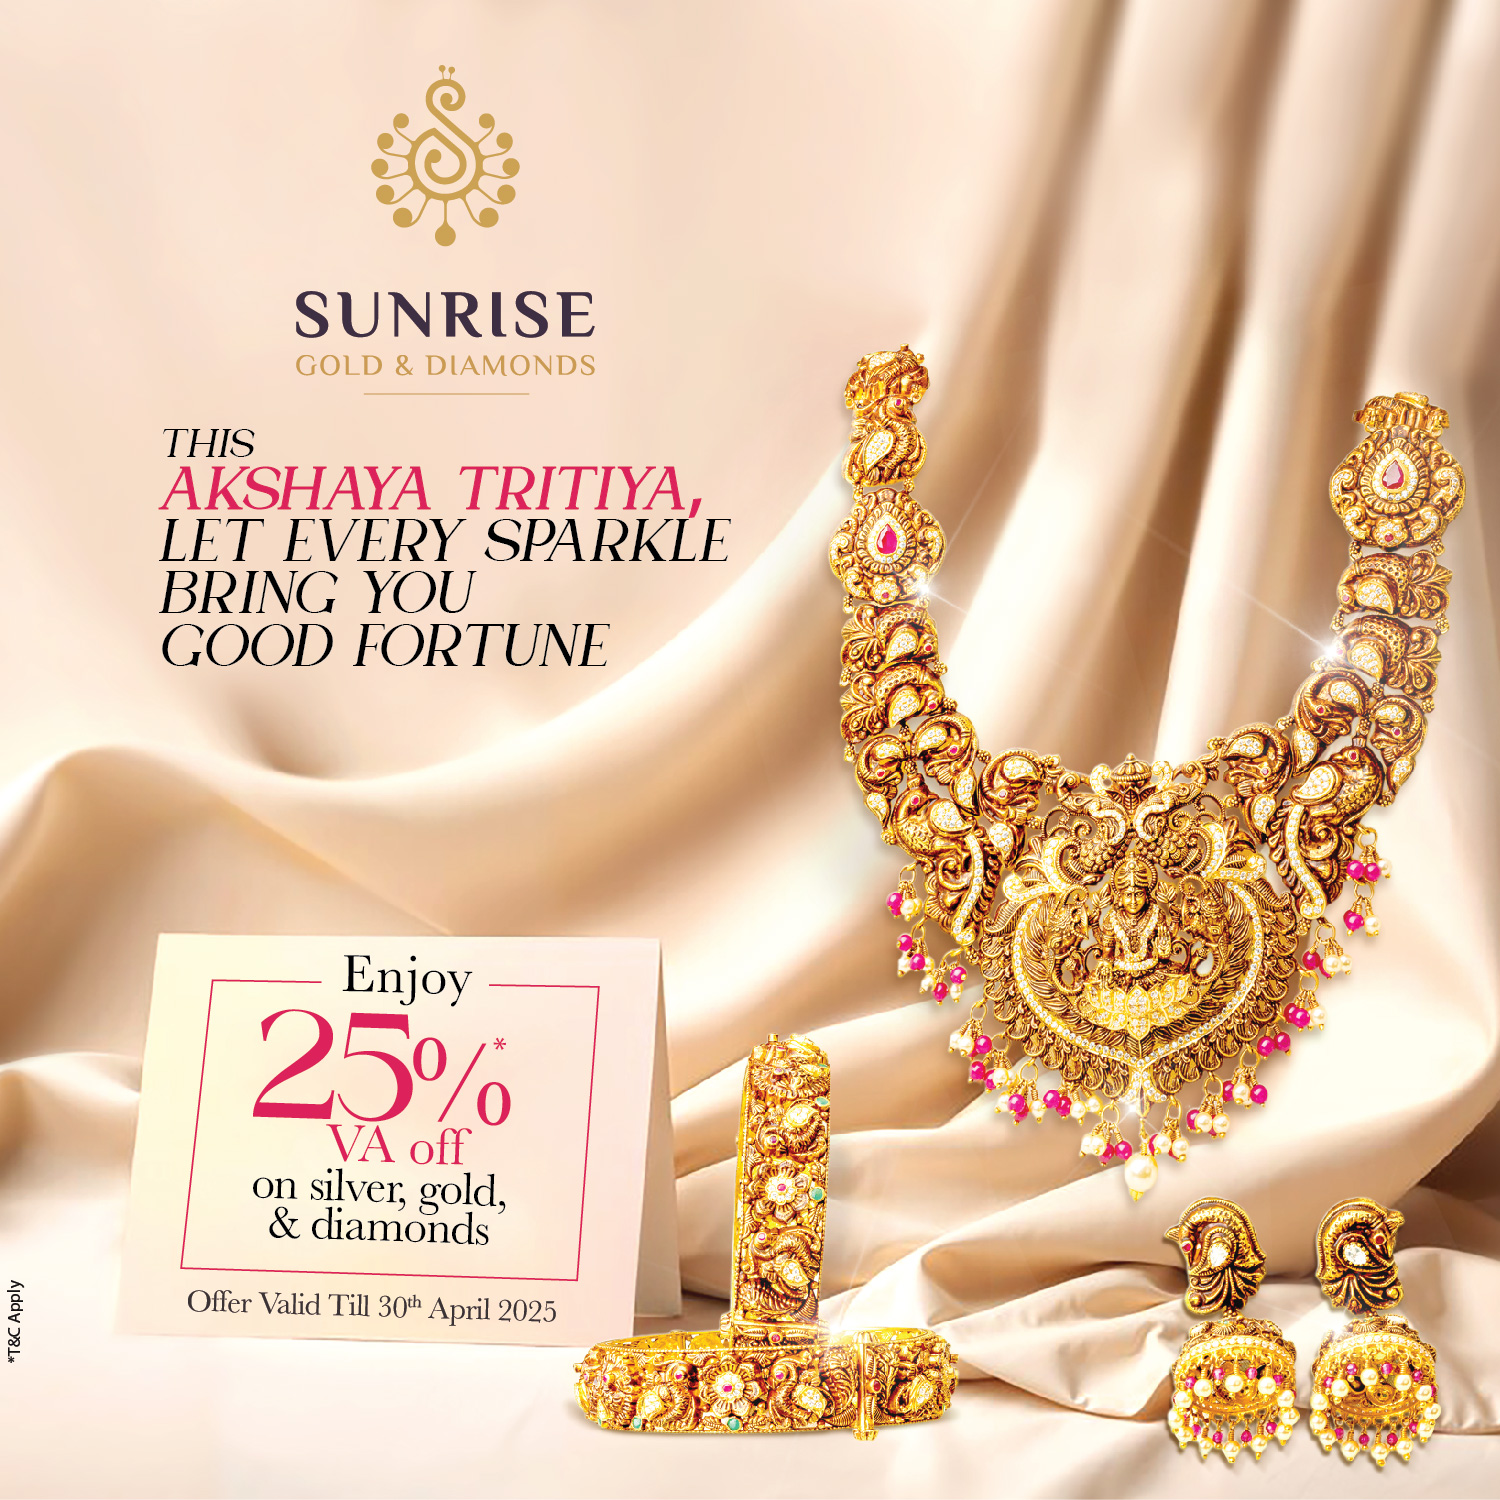 SUNRISE
GOLD & DIAMONDS
THIS
AKSHAYA TRITIYA,
LET EVERY SPARKLE
BRING YOU
GOOD FORTUNE
Enjoy
25%*
VA off
on silver, gold,
& diamonds
Offer Valid Till 30th April 2025
*T&C Apply